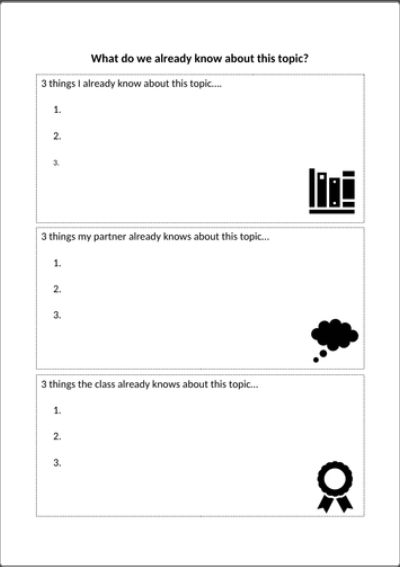 What do we already know about this topic?
3 things I already know about this topic....
1.
2.
3.
3 things my partner already knows about this topic...
1.
2.
3.
3 things the class already knows about this topic...
1.
2.
3.